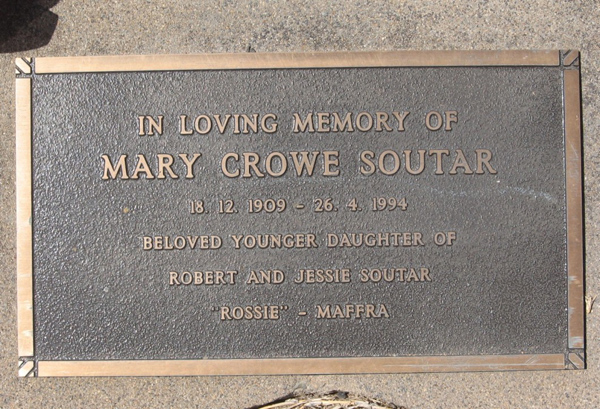 IN LOVING MEMORY OF
MARY CROWE SOUTAR
18. 12. 1909 - 26. 4. 1994
BELOVED YOUNGER DAUGHTER OF
ROBERT AND JESSIE SOUTAR
"ROSSIE" - MAFFRA